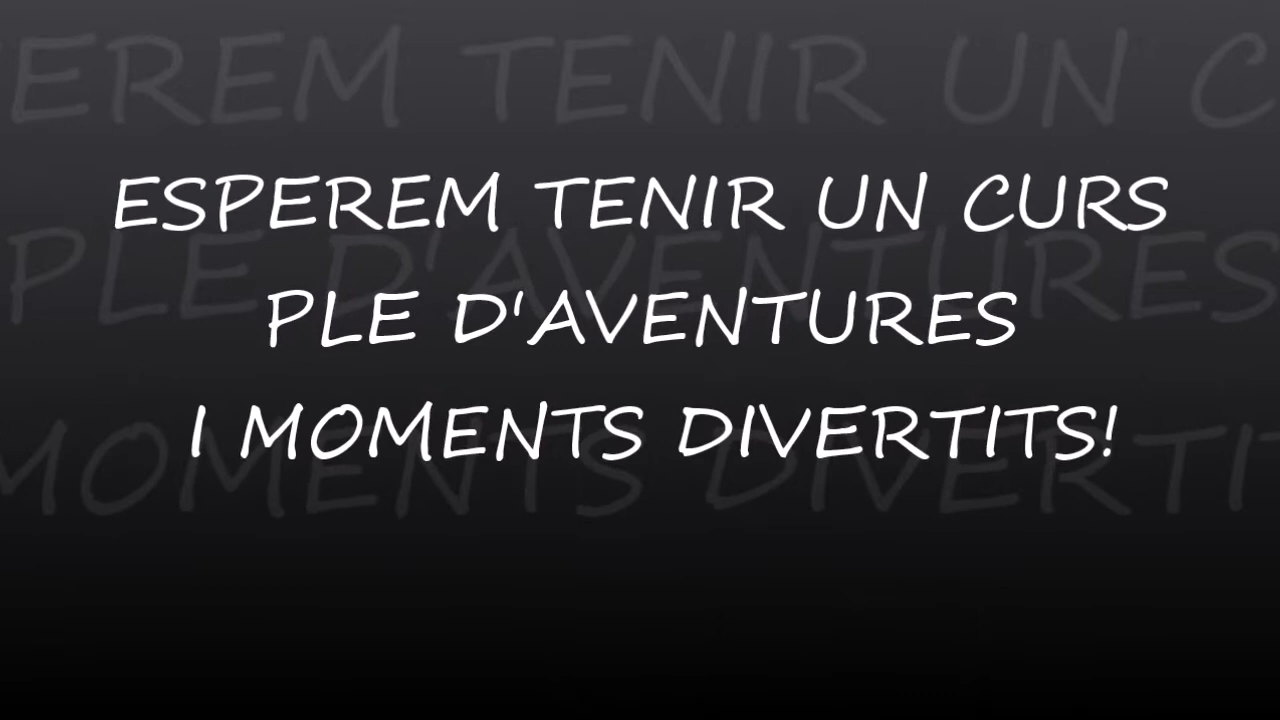 ESPEREM TENIR UN CURS
PLE D'AVENTURES
I MOMENTS DIVERTITS!